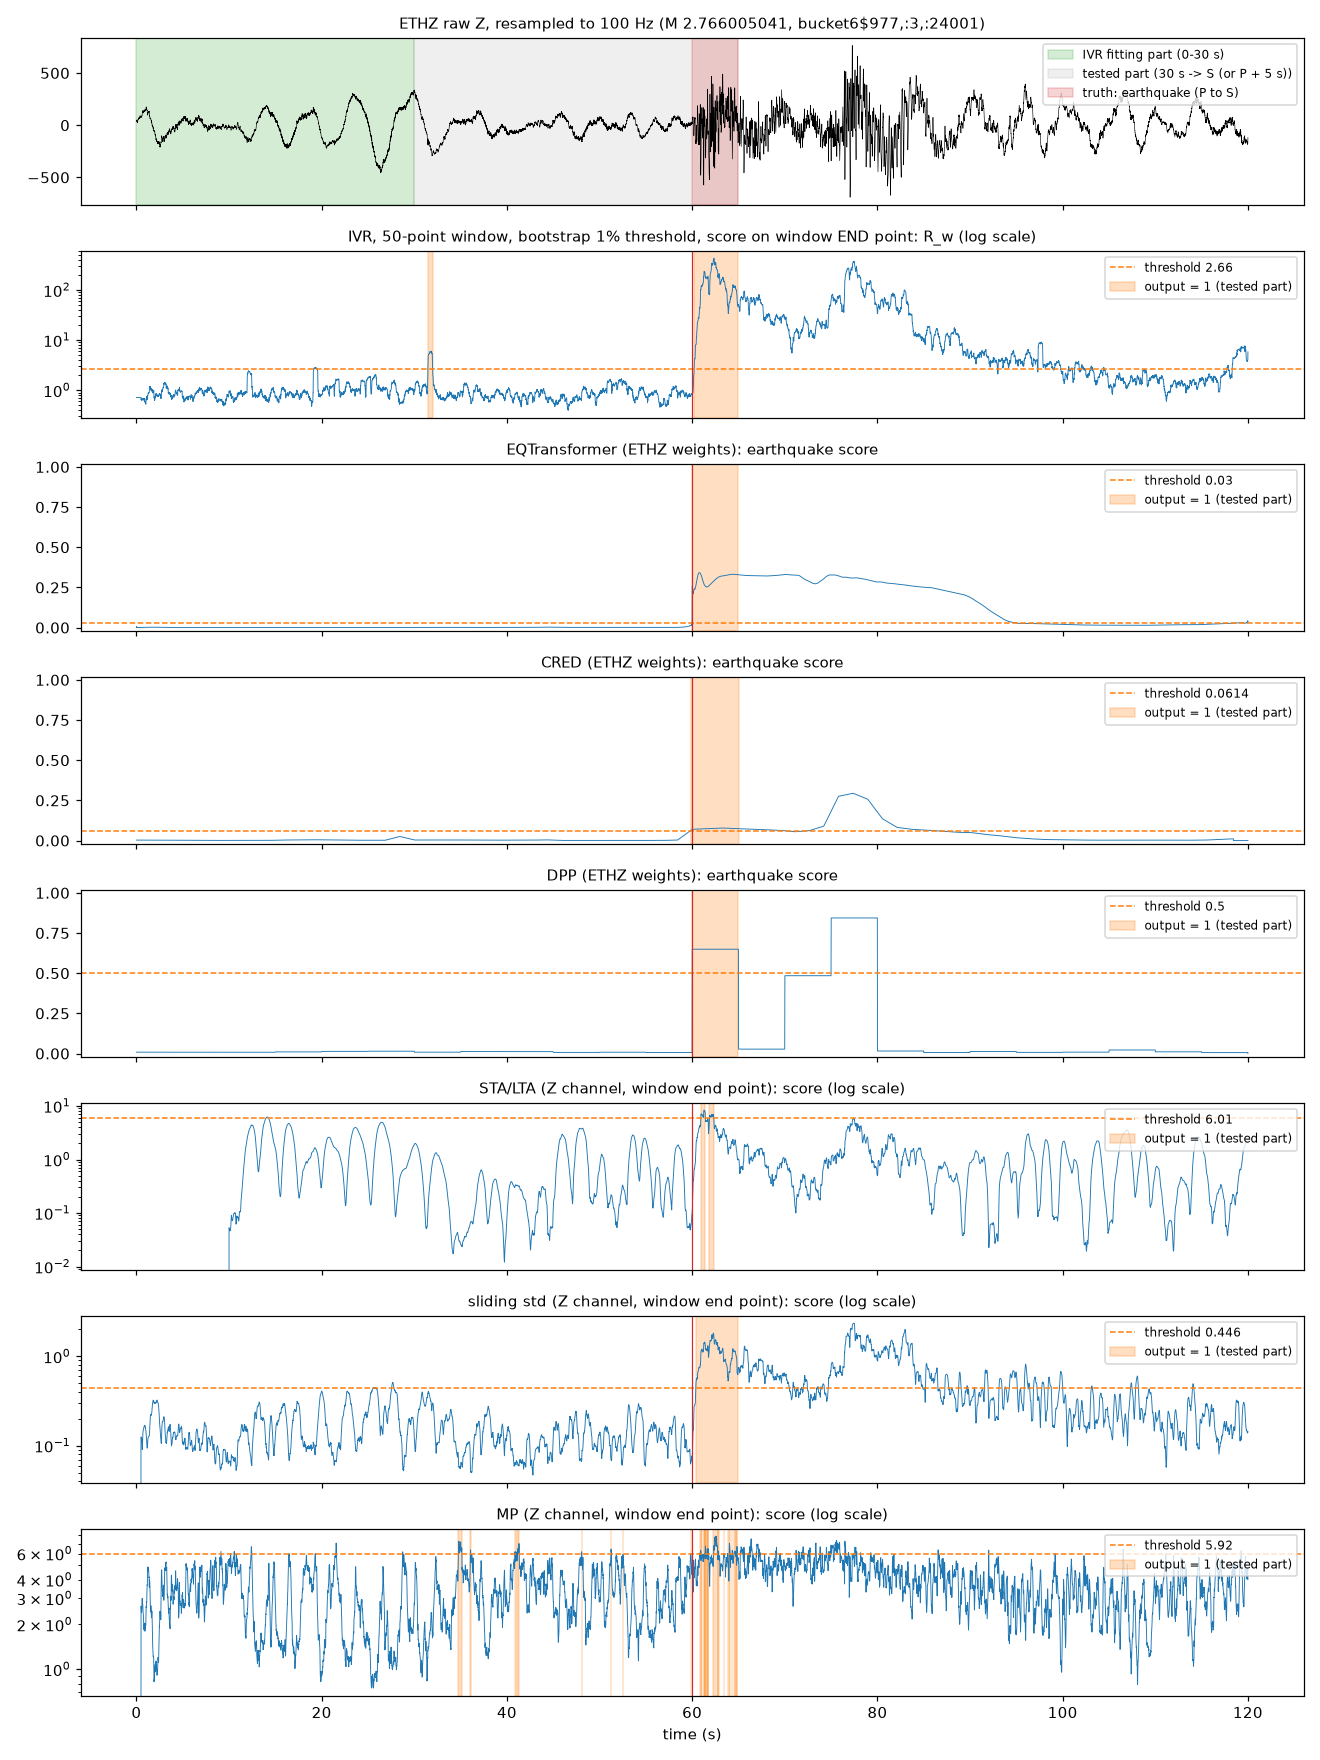 ETHZ raw Z, resampled to 100 Hz (M 2.766005041, bucket6$977,:3,:24001)
500
0
−500
IVR fitting part (0-30 s)
tested part (30 s -> S (or P + 5 s))
truth: earthquake (P to S)
IVR, 50-point window, bootstrap 1% threshold, score on window END point: R_w (log scale)
10²
10¹
10⁰
threshold 2.66
output = 1 (tested part)
EQTransformer (ETHZ weights): earthquake score
1.00
0.75
0.50
0.25
0.00
threshold 0.03
output = 1 (tested part)
CRED (ETHZ weights): earthquake score
1.00
0.75
0.50
0.25
0.00
threshold 0.0614
output = 1 (tested part)
DPP (ETHZ weights): earthquake score
1.00
0.75
0.50
0.25
0.00
threshold 0.5
output = 1 (tested part)
STA/LTA (Z channel, window end point): score (log scale)
10¹
10⁰
10⁻¹
10⁻²
threshold 6.01
output = 1 (tested part)
sliding std (Z channel, window end point): score (log scale)
10⁰
10⁻¹
threshold 0.446
output = 1 (tested part)
MP (Z channel, window end point): score (log scale)
6 × 10⁰
4 × 10⁰
3 × 10⁰
2 × 10⁰
10⁰
threshold 5.92
output = 1 (tested part)
0 20 40 60 80 100 120
time (s)